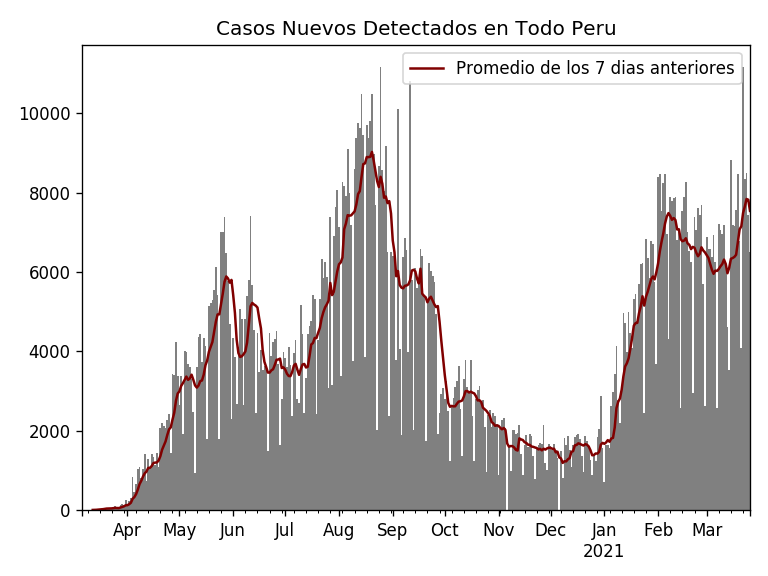 Casos Nuevos Detectados en Todo Peru
Promedio de los 7 dias anteriores
10000
8000
6000
4000
2000
0
Apr May Jun Jul Aug Sep Oct Nov Dec Jan Feb Mar
2021